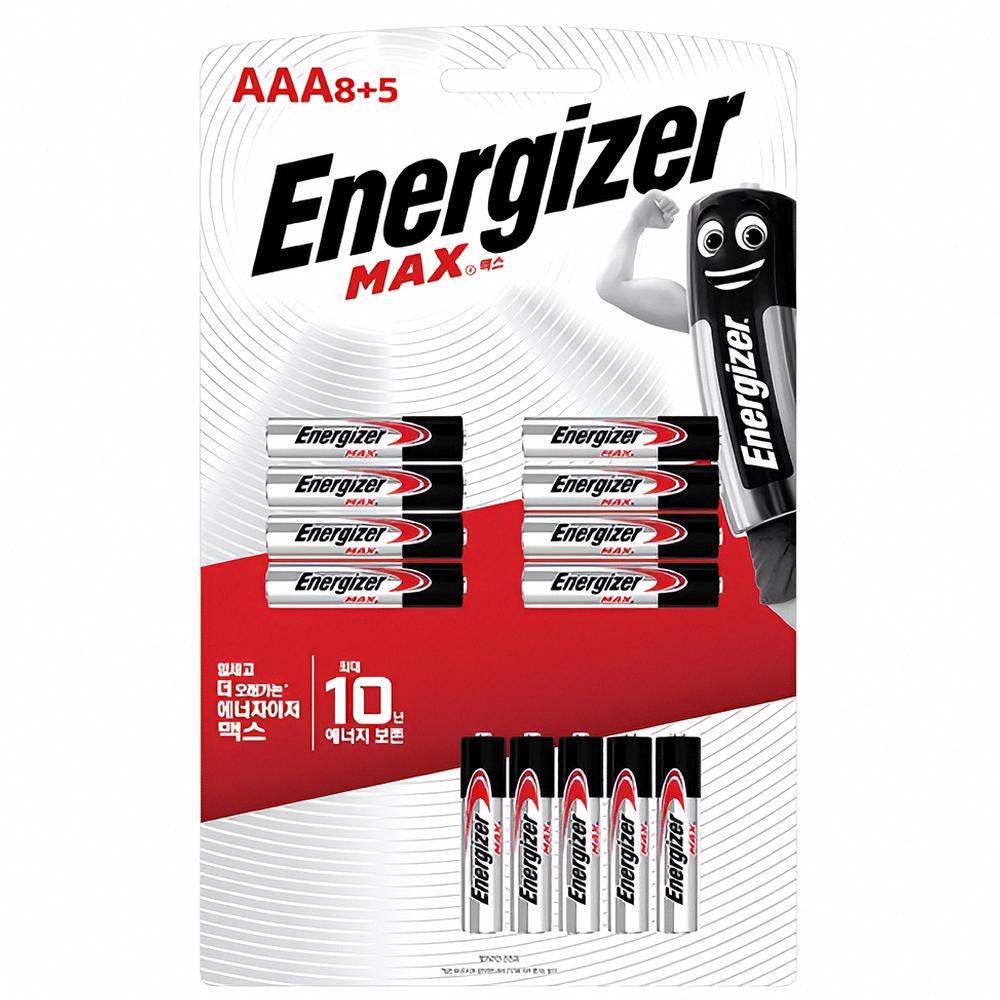 AAA8+5
Energizer
MAX 맥스
Energizer
Energizer
MAX
Energizer
MAX
Energizer
MAX
Energizer
MAX
Energizer
MAX
Energizer
MAX
Energizer
MAX
Energizer
MAX
힘세고
더 오래가는*
에너자이저
맥스
최대
10년
에너지 보존
Energizer
MAX
Energizer
MAX
Energizer
MAX
Energizer
MAX
Energizer
MAX